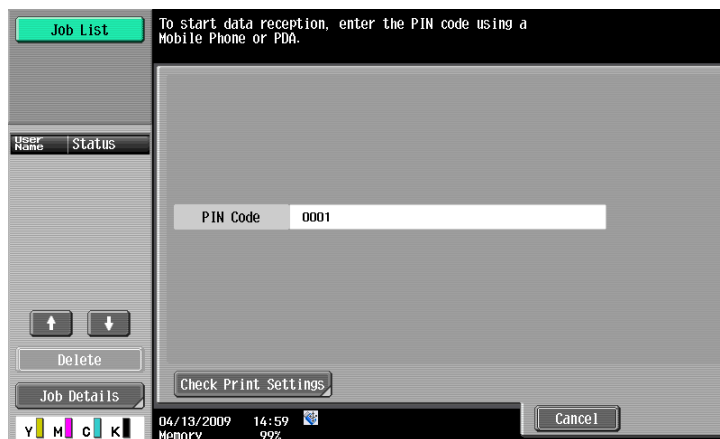 Job List
To start data reception, enter the PIN code using a
Mobile Phone or PDA.
User Name Status
PIN Code 0001
Delete
Check Print Settings
Job Details
04/13/2009 14:59
Memory 99%
Cancel
Y M C K